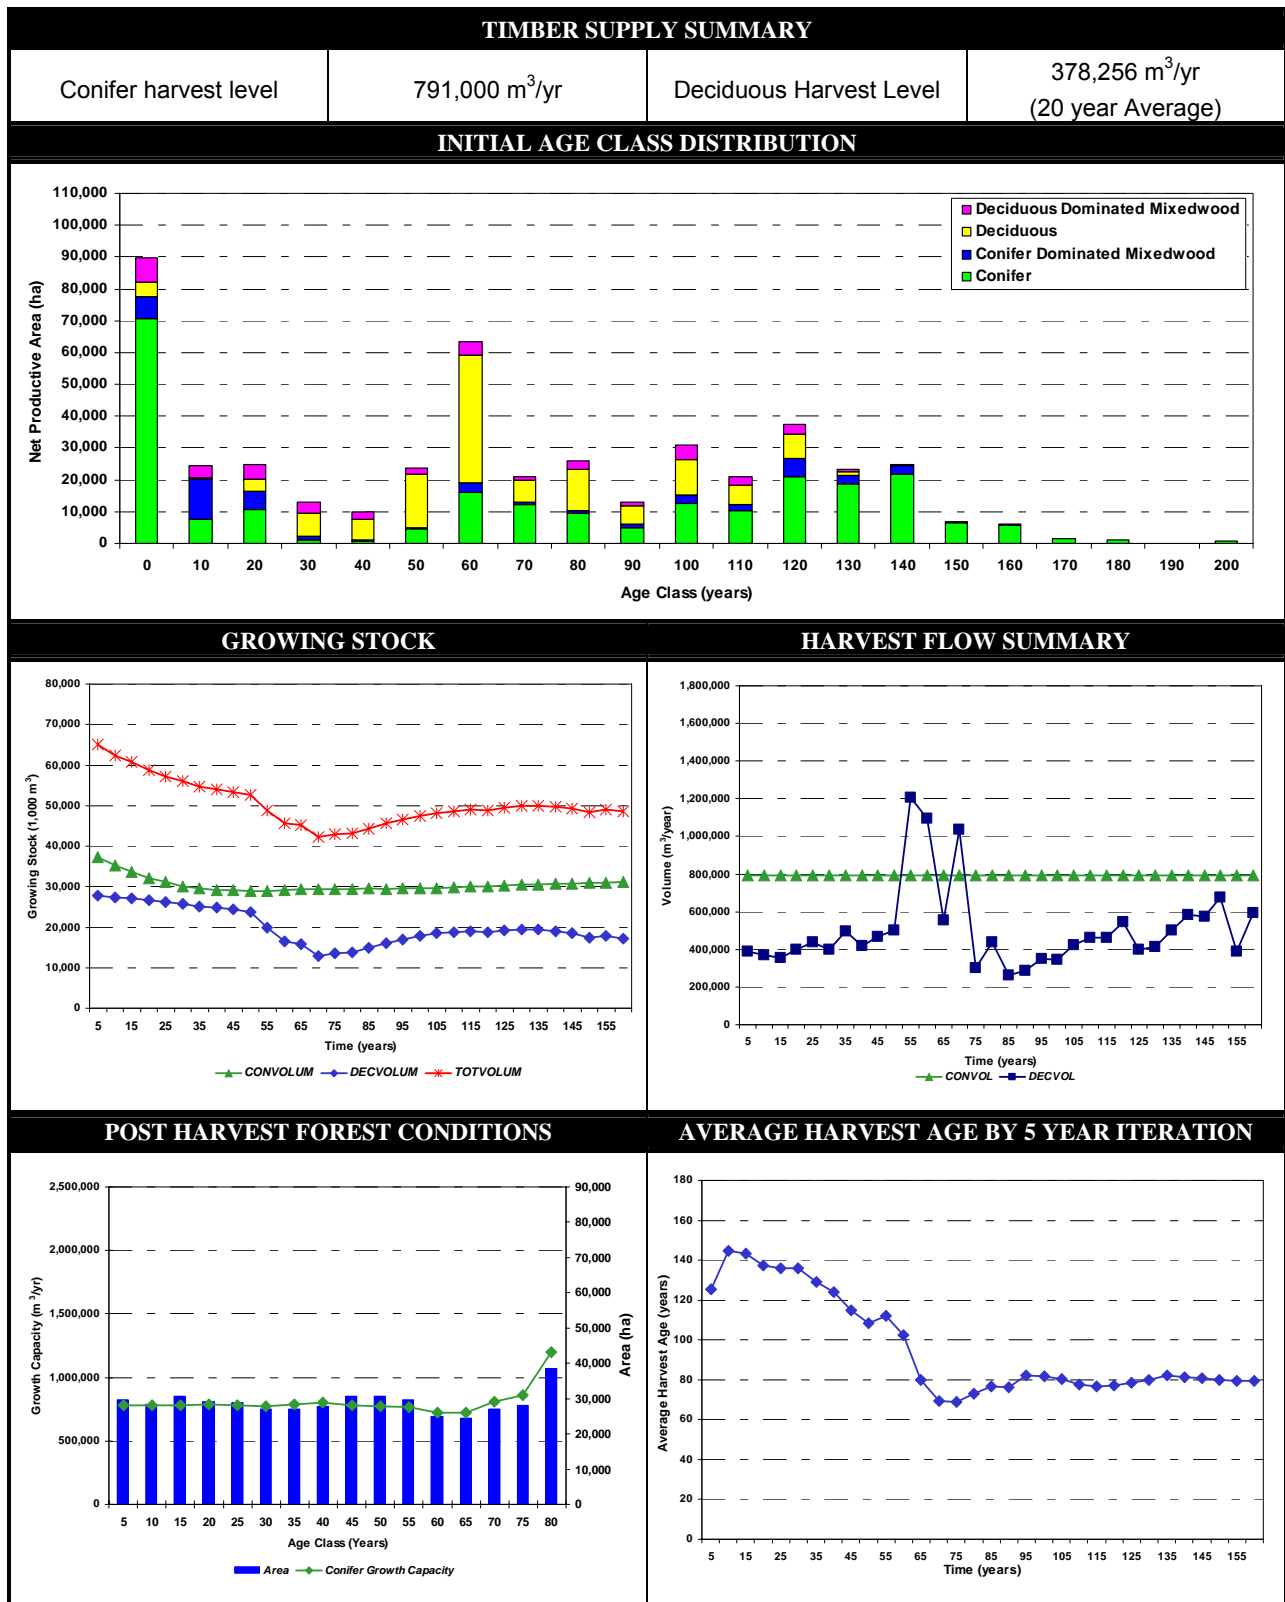 TIMBER SUPPLY SUMMARY
Conifer harvest level
791,000 m³/yr
Deciduous Harvest Level
378,256 m³/yr
(20 year Average)
INITIAL AGE CLASS DISTRIBUTION
Net Productive Area (ha)
110,000
100,000
90,000
80,000
70,000
60,000
50,000
40,000
30,000
20,000
10,000
0
Deciduous Dominated Mixedwood
Deciduous
Conifer Dominated Mixedwood
Conifer
0 10 20 30 40 50 60 70 80 90 100 110 120 130 140 150 160 170 180 190 200
Age Class (years)
GROWING STOCK
Growing Stock (1,000 m³)
80,000
70,000
60,000
50,000
40,000
30,000
20,000
10,000
0
5 15 25 35 45 55 65 75 85 95 105 115 125 135 145 155
Time (years)
CONVOLUM DECVOLUM TOTVOLUM
HARVEST FLOW SUMMARY
Volume (m³/year)
1,800,000
1,600,000
1,400,000
1,200,000
1,000,000
800,000
600,000
400,000
200,000
0
5 15 25 35 45 55 65 75 85 95 105 115 125 135 145 155
Time (years)
CONVOL DECVOL
POST HARVEST FOREST CONDITIONS
Growth Capacity (m³/yr)
2,500,000
2,000,000
1,500,000
1,000,000
500,000
0
90,000
80,000
70,000
60,000
50,000
40,000
30,000
20,000
10,000
0
Area (ha)
5 10 15 20 25 30 35 40 45 50 55 60 65 70 75 80
Age Class (Years)
Area Conifer Growth Capacity
AVERAGE HARVEST AGE BY 5 YEAR ITERATION
Average Harvest Age (years)
180
160
140
120
100
80
60
40
20
0
5 15 25 35 45 55 65 75 85 95 105 115 125 135 145 155
Time (years)